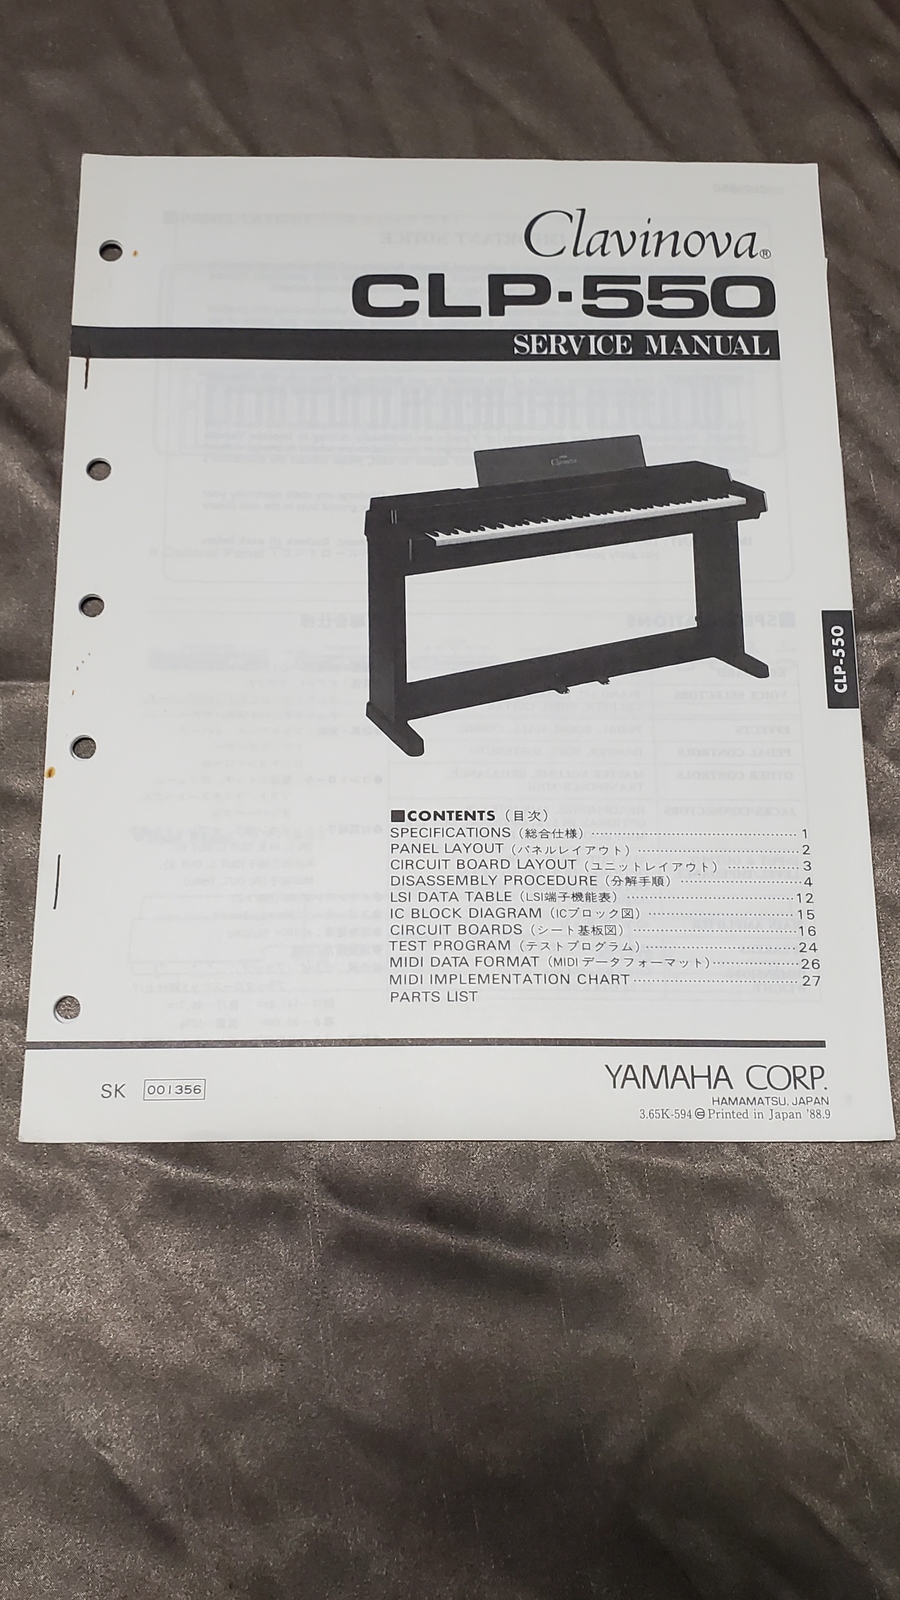 Clavinova®
CLP·550
SERVICE MANUAL
Clavinova
CLP-550
■CONTENTS（目次）
SPECIFICATIONS（総合仕様）……1
PANEL LAYOUT（パネルレイアウト）……2
CIRCUIT BOARD LAYOUT（ユニットレイアウト）……3
DISASSEMBLY PROCEDURE（分解手順）……4
LSI DATA TABLE（LSI端子機能表）……12
IC BLOCK DIAGRAM（ICブロック図）……15
CIRCUIT BOARDS（シート基板図）……16
TEST PROGRAM（テストプログラム）……24
MIDI DATA FORMAT（MIDIデータフォーマット）……26
MIDI IMPLEMENTATION CHART……27
PARTS LIST
SK 001356
YAMAHA CORP.
HAMAMATSU, JAPAN
3.65K-594 Printed in Japan '88.9